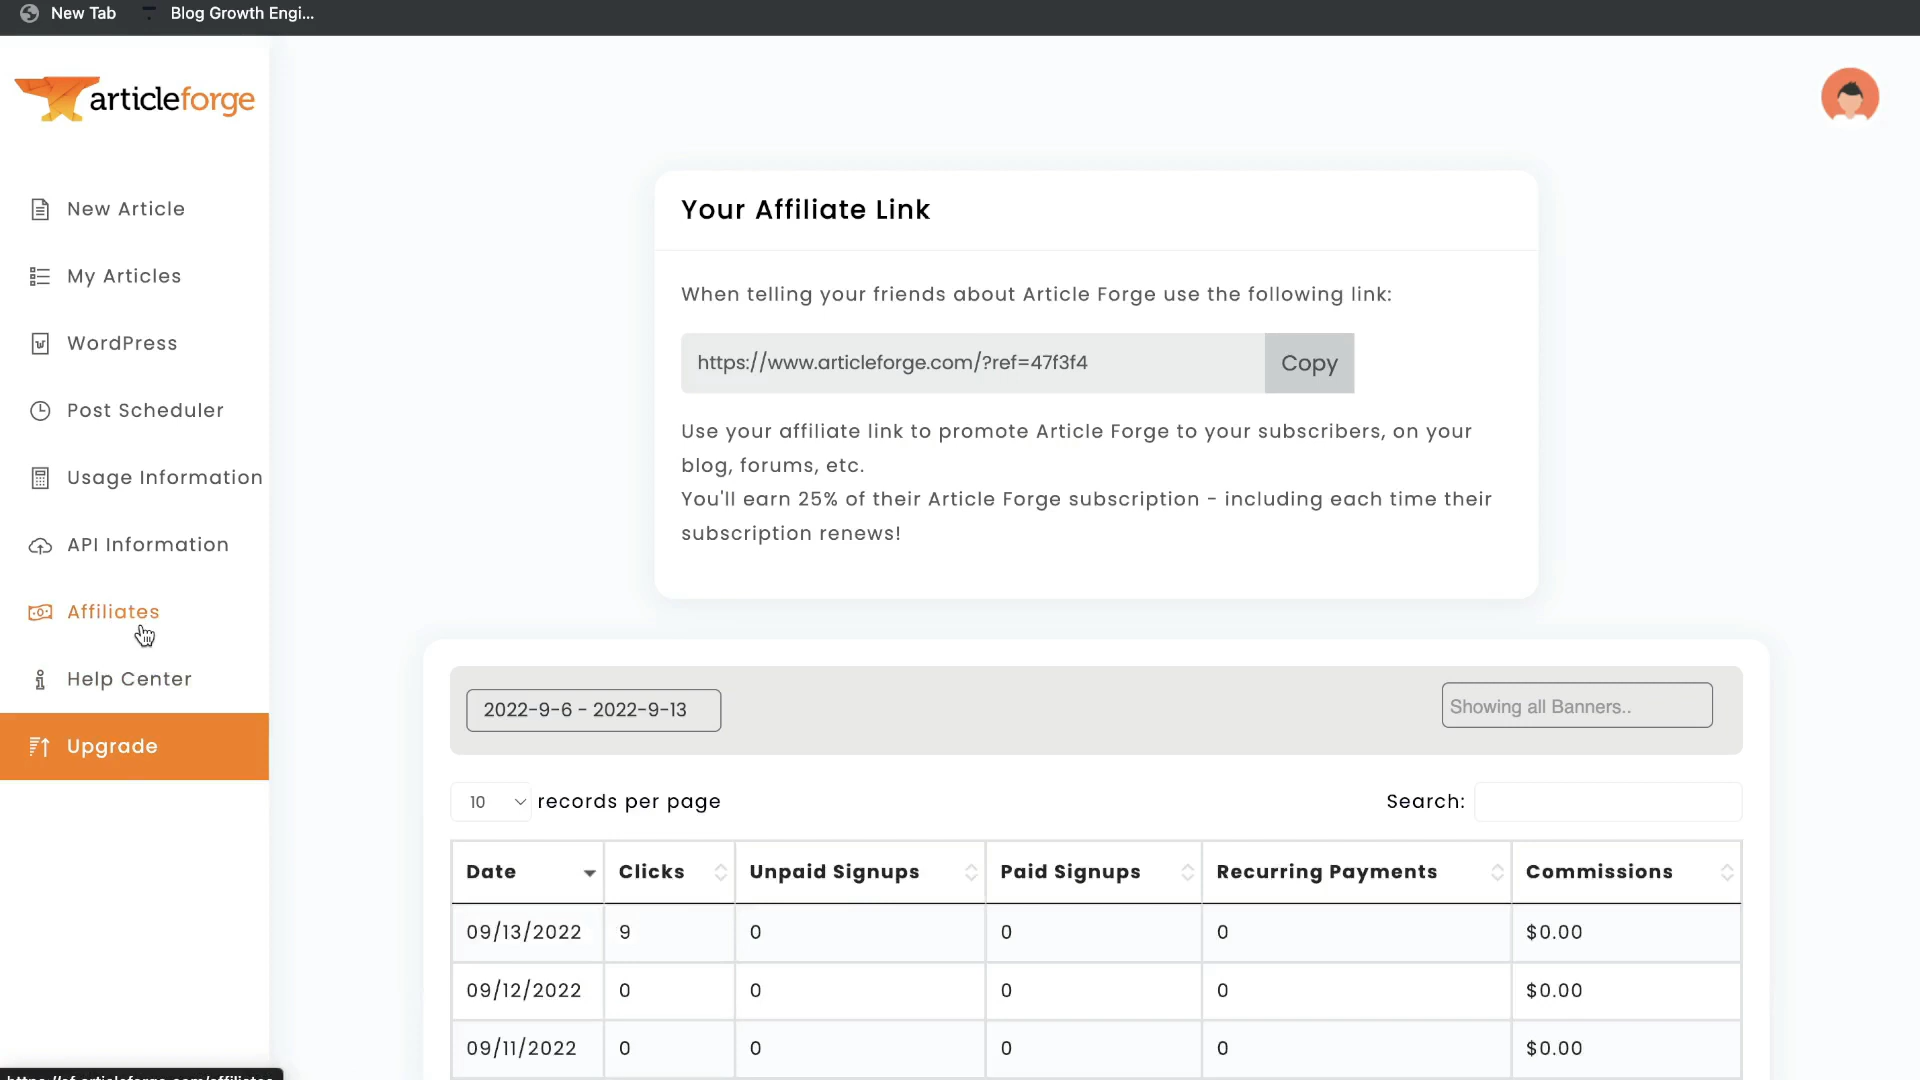 New Tab
Blog Growth Engi...
articleforge
New Article
My Articles
WordPress
Post Scheduler
Usage Information
API Information
Affiliates
Help Center
Upgrade
Your Affiliate Link
When telling your friends about Article Forge use the following link:
https://www.articleforge.com/?ref=47f3f4
Copy
Use your affiliate link to promote Article Forge to your subscribers, on your
blog, forums, etc.
You'll earn 25% of their Article Forge subscription - including each time their
subscription renews!
2022-9-6 - 2022-9-13
Showing all Banners..
10 records per page
Search:
Date Clicks Unpaid Signups Paid Signups Recurring Payments Commissions
09/13/2022 9 0 0 0 $0.00
09/12/2022 0 0 0 0 $0.00
09/11/2022 0 0 0 0 $0.00